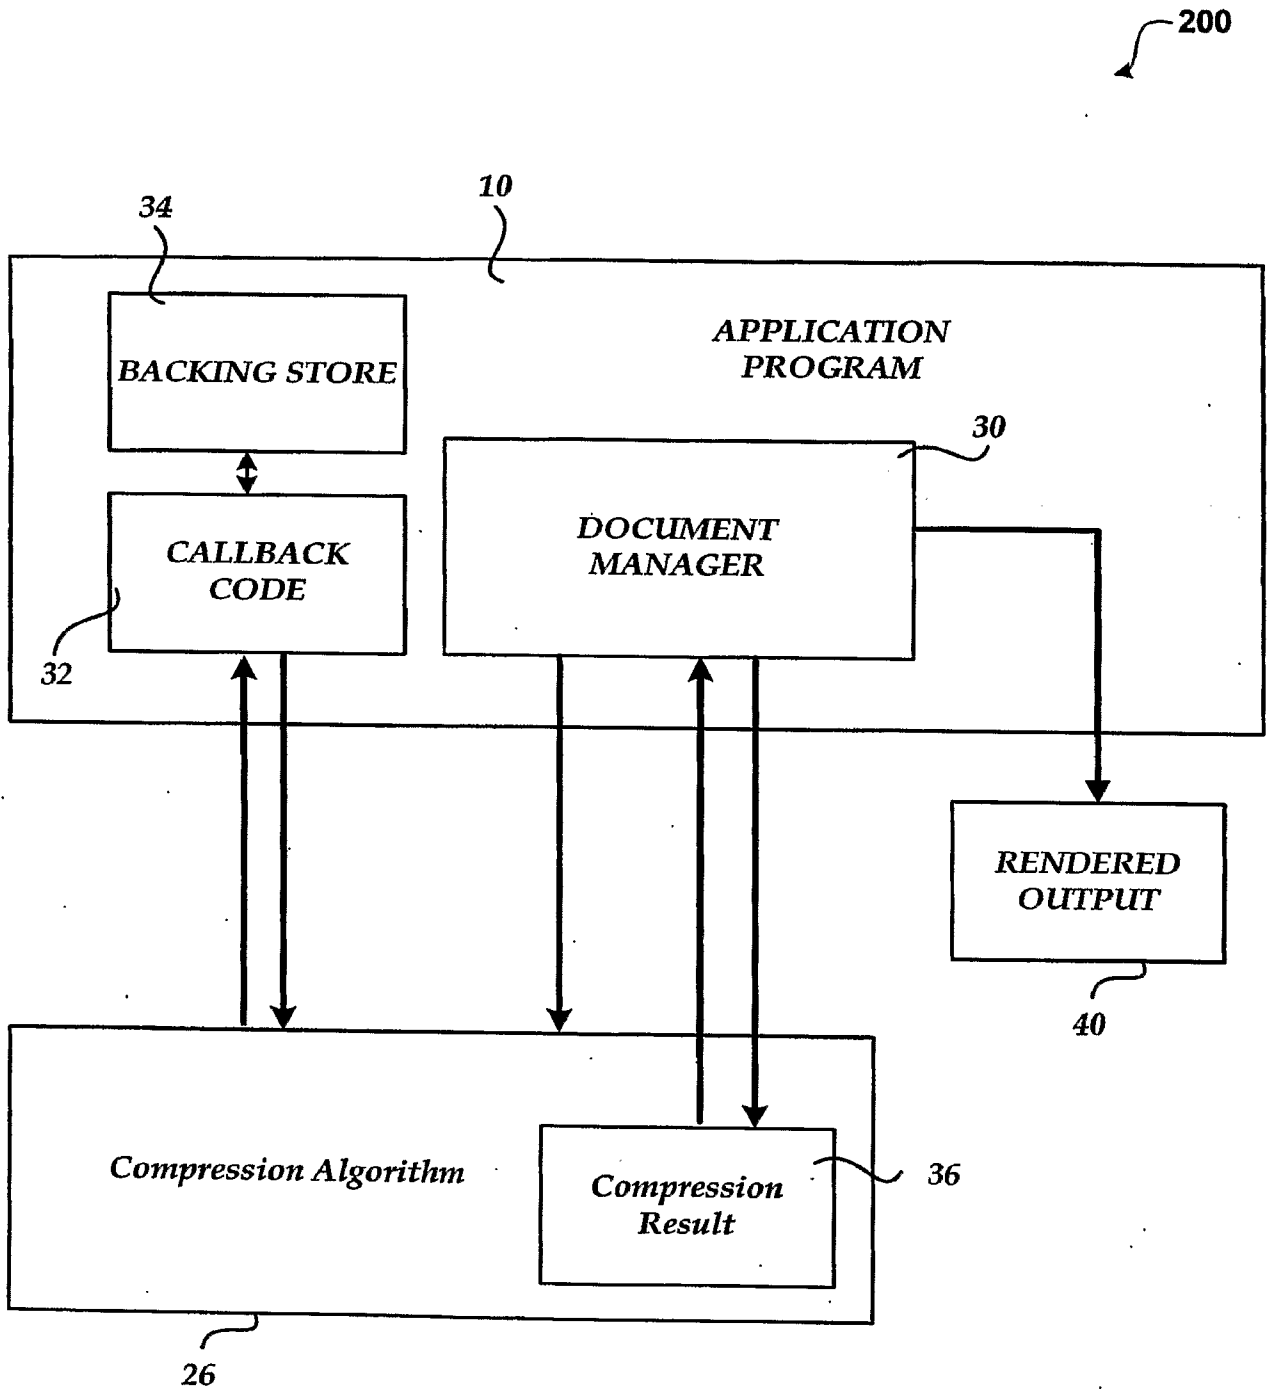 200
10
34
BACKING STORE
APPLICATION
PROGRAM
30
DOCUMENT
MANAGER
CALLBACK
CODE
32
RENDERED
OUTPUT
40
Compression Algorithm
Compression
Result
36
26